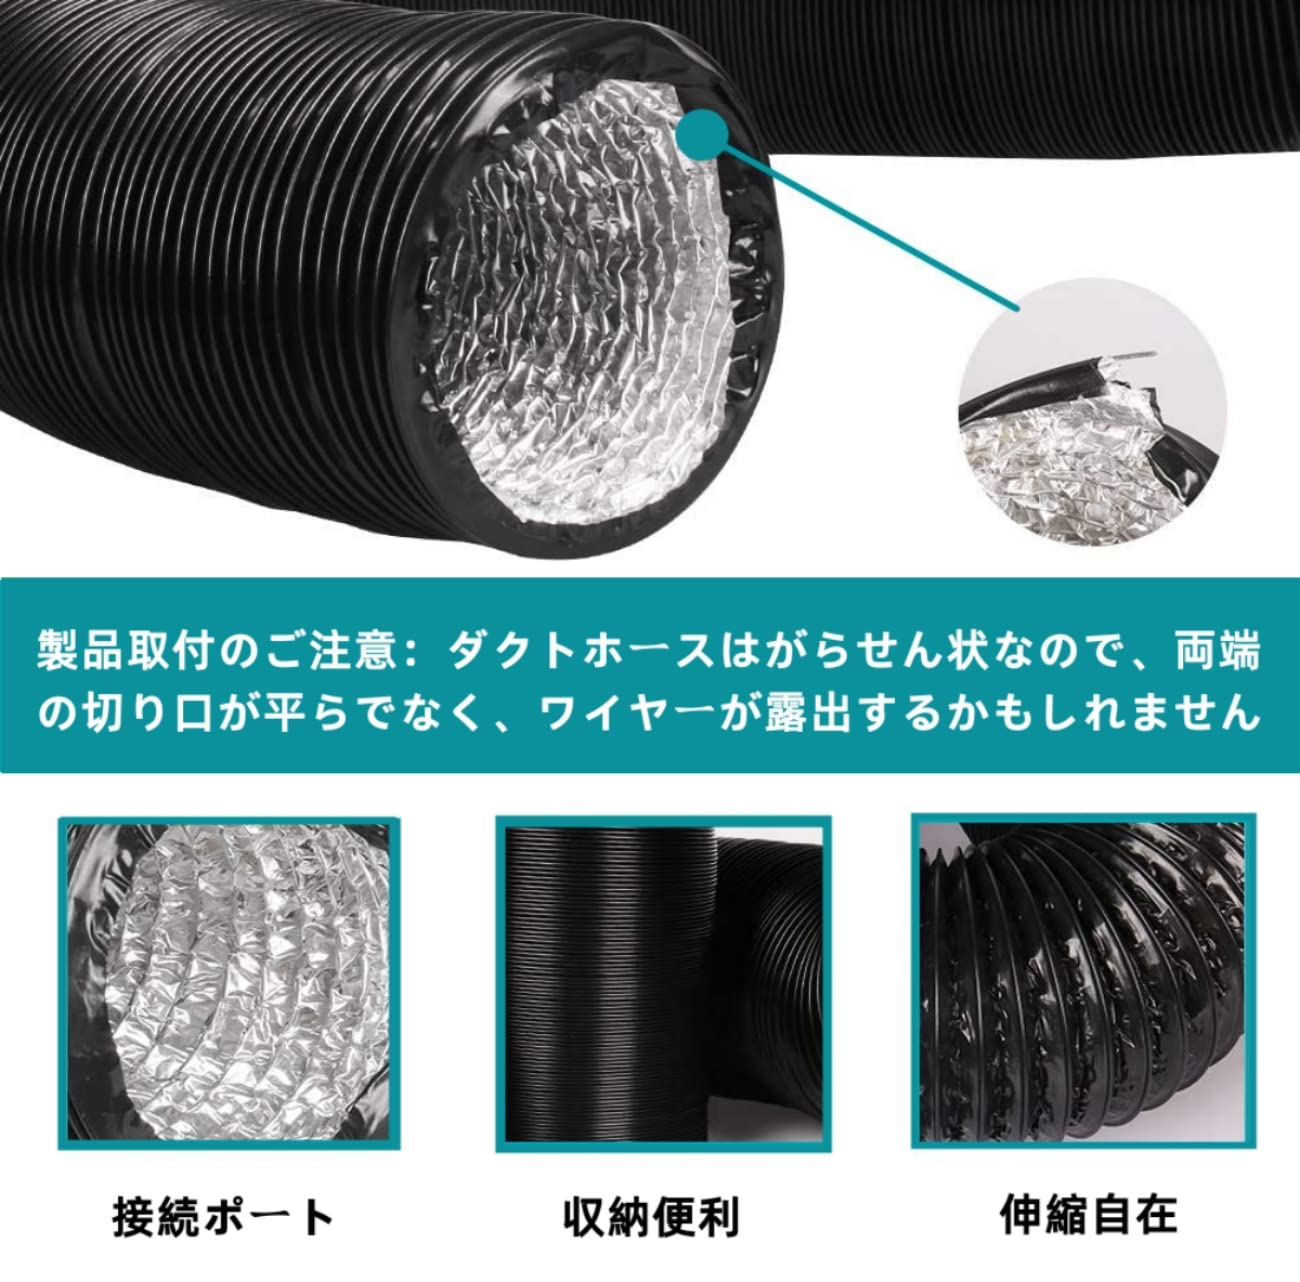 製品取付のご注意：ダクトホースはがらせん状なので、両端
の切り口が平らでなく、ワイヤーが露出するかもしれません
接続ポート
収納便利
伸縮自在